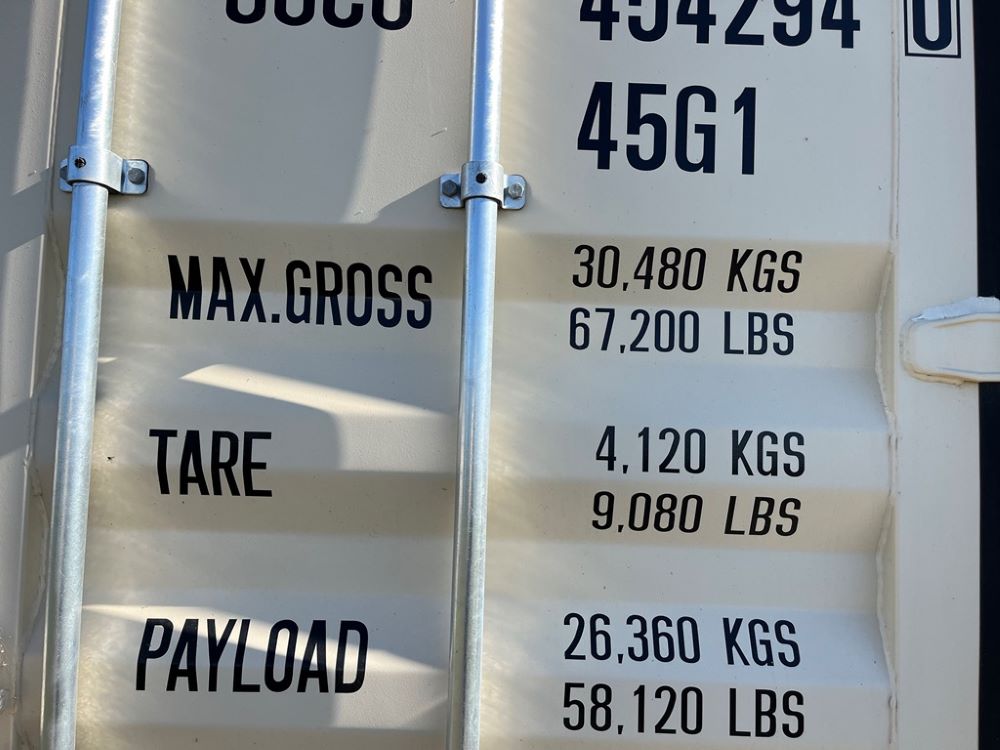 454294 0
45G1
MAX.GROSS 30,480 KGS
67,200 LBS
TARE 4,120 KGS
9,080 LBS
PAYLOAD 26,360 KGS
58,120 LBS